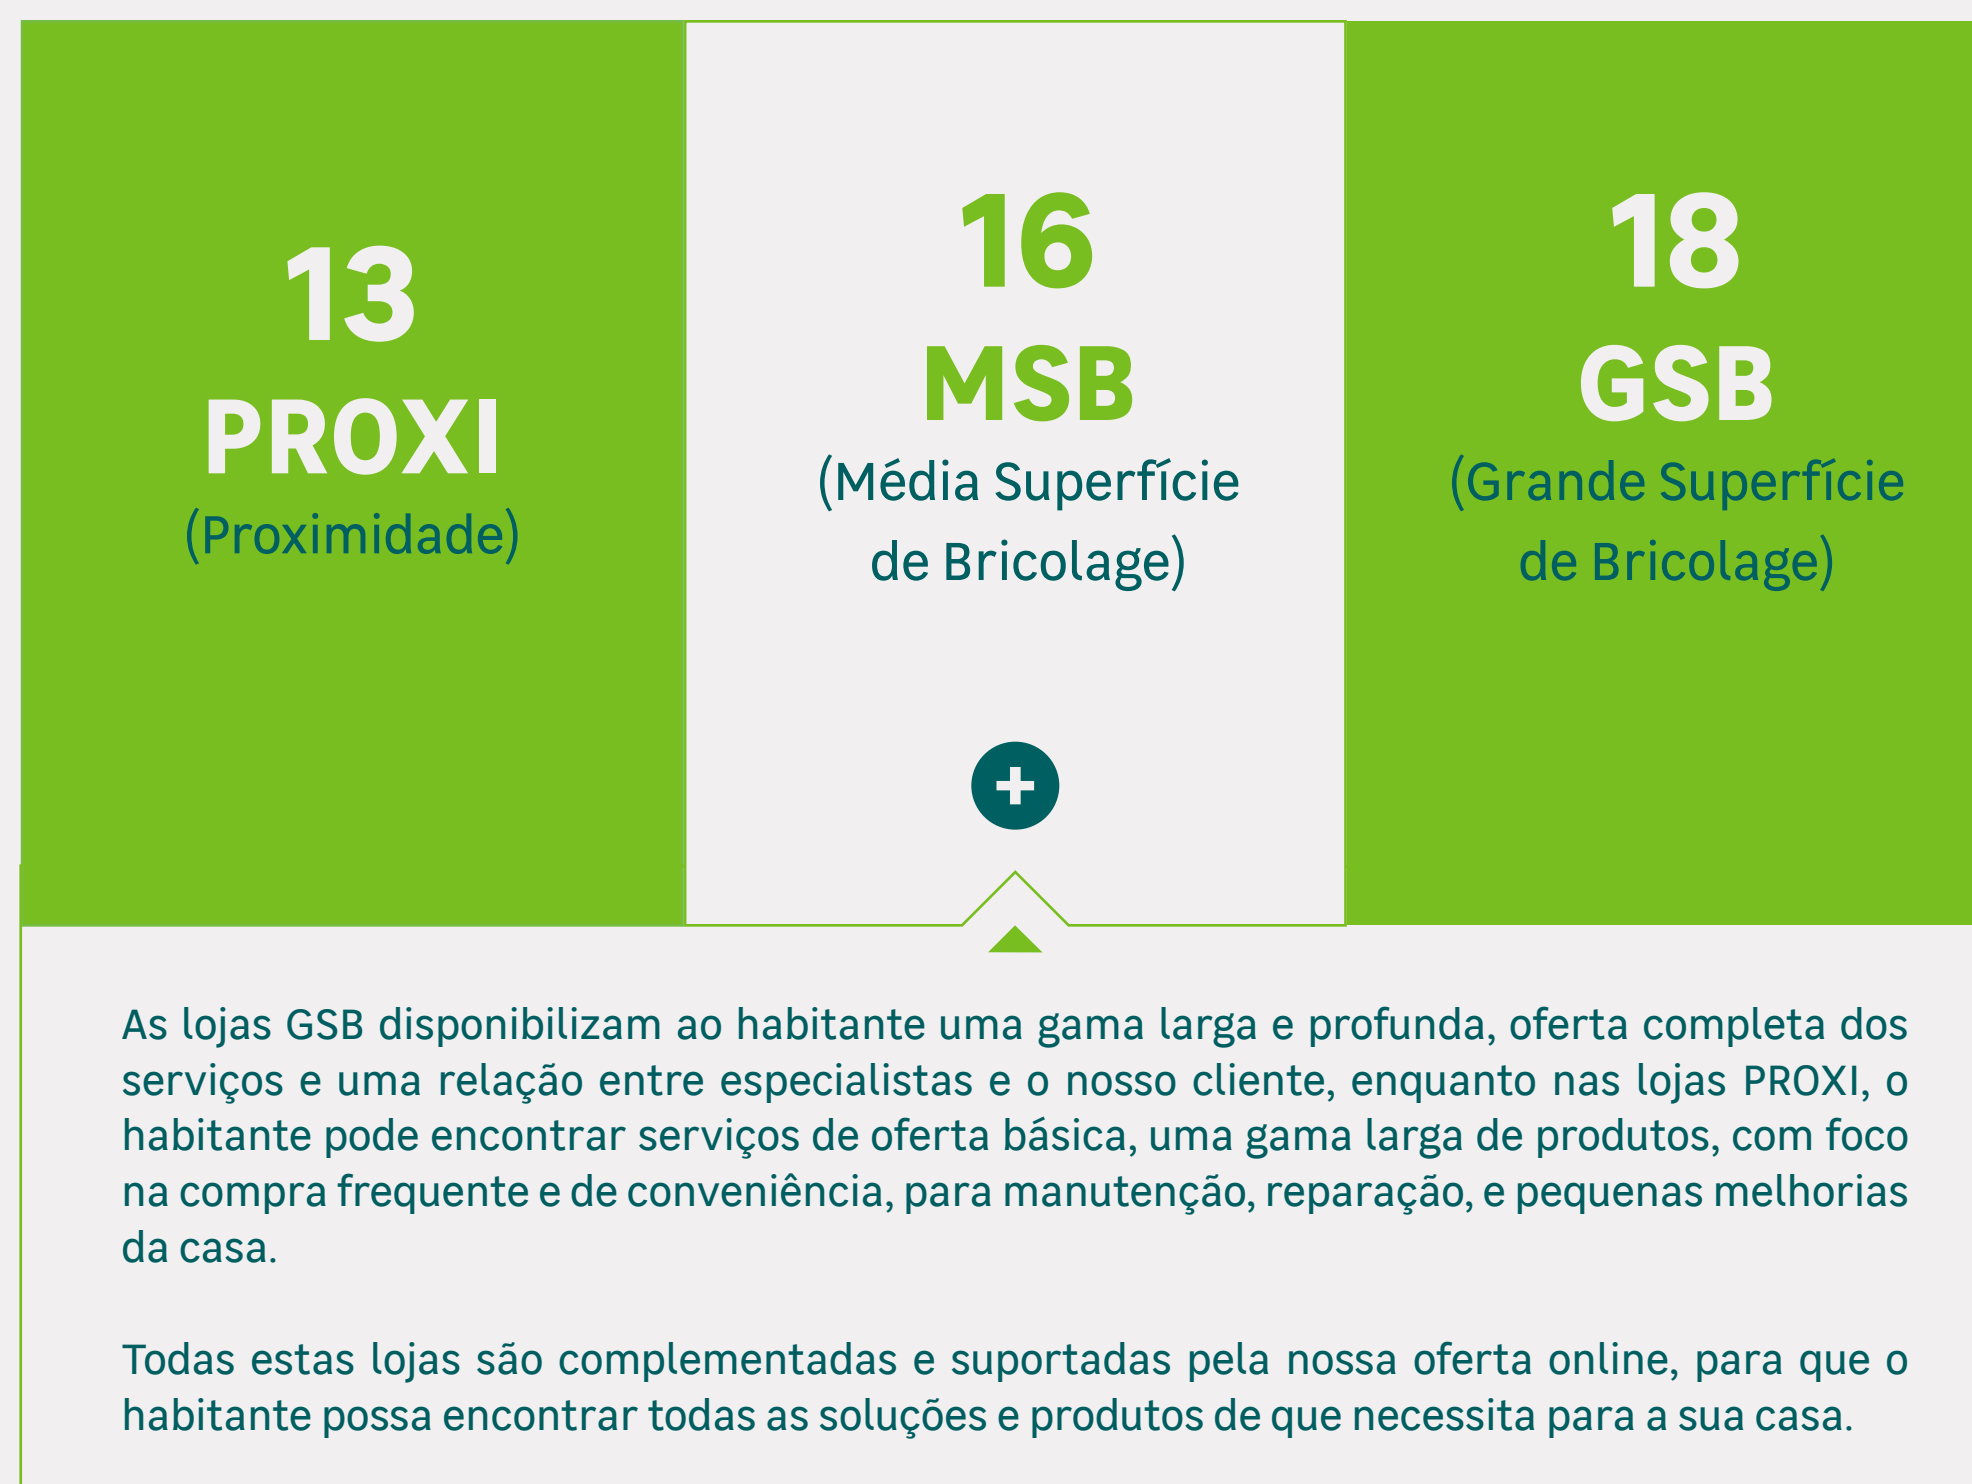 13
PROXI
(Proximidade)
16
MSB
(Média Superfície
de Bricolage)
18
GSB
(Grande Superfície
de Bricolage)
+
As lojas GSB disponibilizam ao habitante uma gama larga e profunda, oferta completa dos
serviços e uma relação entre especialistas e o nosso cliente, enquanto nas lojas PROXI, o
habitante pode encontrar serviços de oferta básica, uma gama larga de produtos, com foco
na compra frequente e de conveniência, para manutenção, reparação, e pequenas melhorias
da casa.
Todas estas lojas são complementadas e suportadas pela nossa oferta online, para que o
habitante possa encontrar todas as soluções e produtos de que necessita para a sua casa.